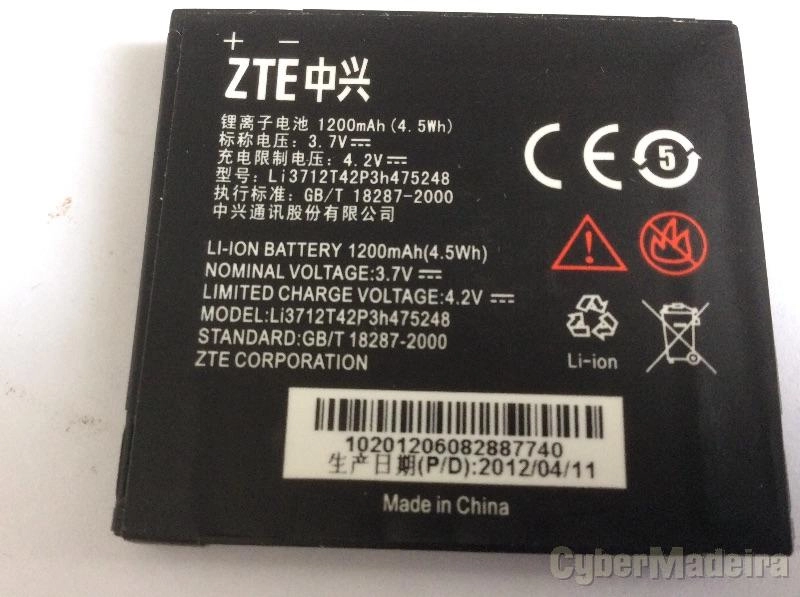 + −
ZTE中兴
锂离子电池 1200mAh(4.5Wh)
标称电压: 3.7V⎓
充电限制电压: 4.2V⎓
型号: Li3712T42P3h475248
执行标准: GB/T 18287-2000
中兴通讯股份有限公司
CE 5
LI-ION BATTERY 1200mAh(4.5Wh)
NOMINAL VOLTAGE:3.7V⎓
LIMITED CHARGE VOLTAGE:4.2V⎓
MODEL:Li3712T42P3h475248
STANDARD:GB/T 18287-2000
ZTE CORPORATION
Li-ion
10201206082887740
生产日期(P/D):2012/04/11
Made in China
CyberMadeira